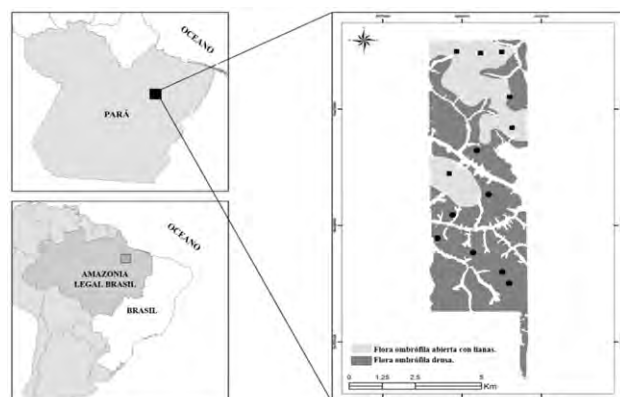 OCEANO
PARÁ
OCEANO
AMAZONIA
LEGAL BRASIL
BRASIL
Flora ombrófila abierta con lianas.
Flora ombrófila densa.
0 1.25 2.5 5
Km